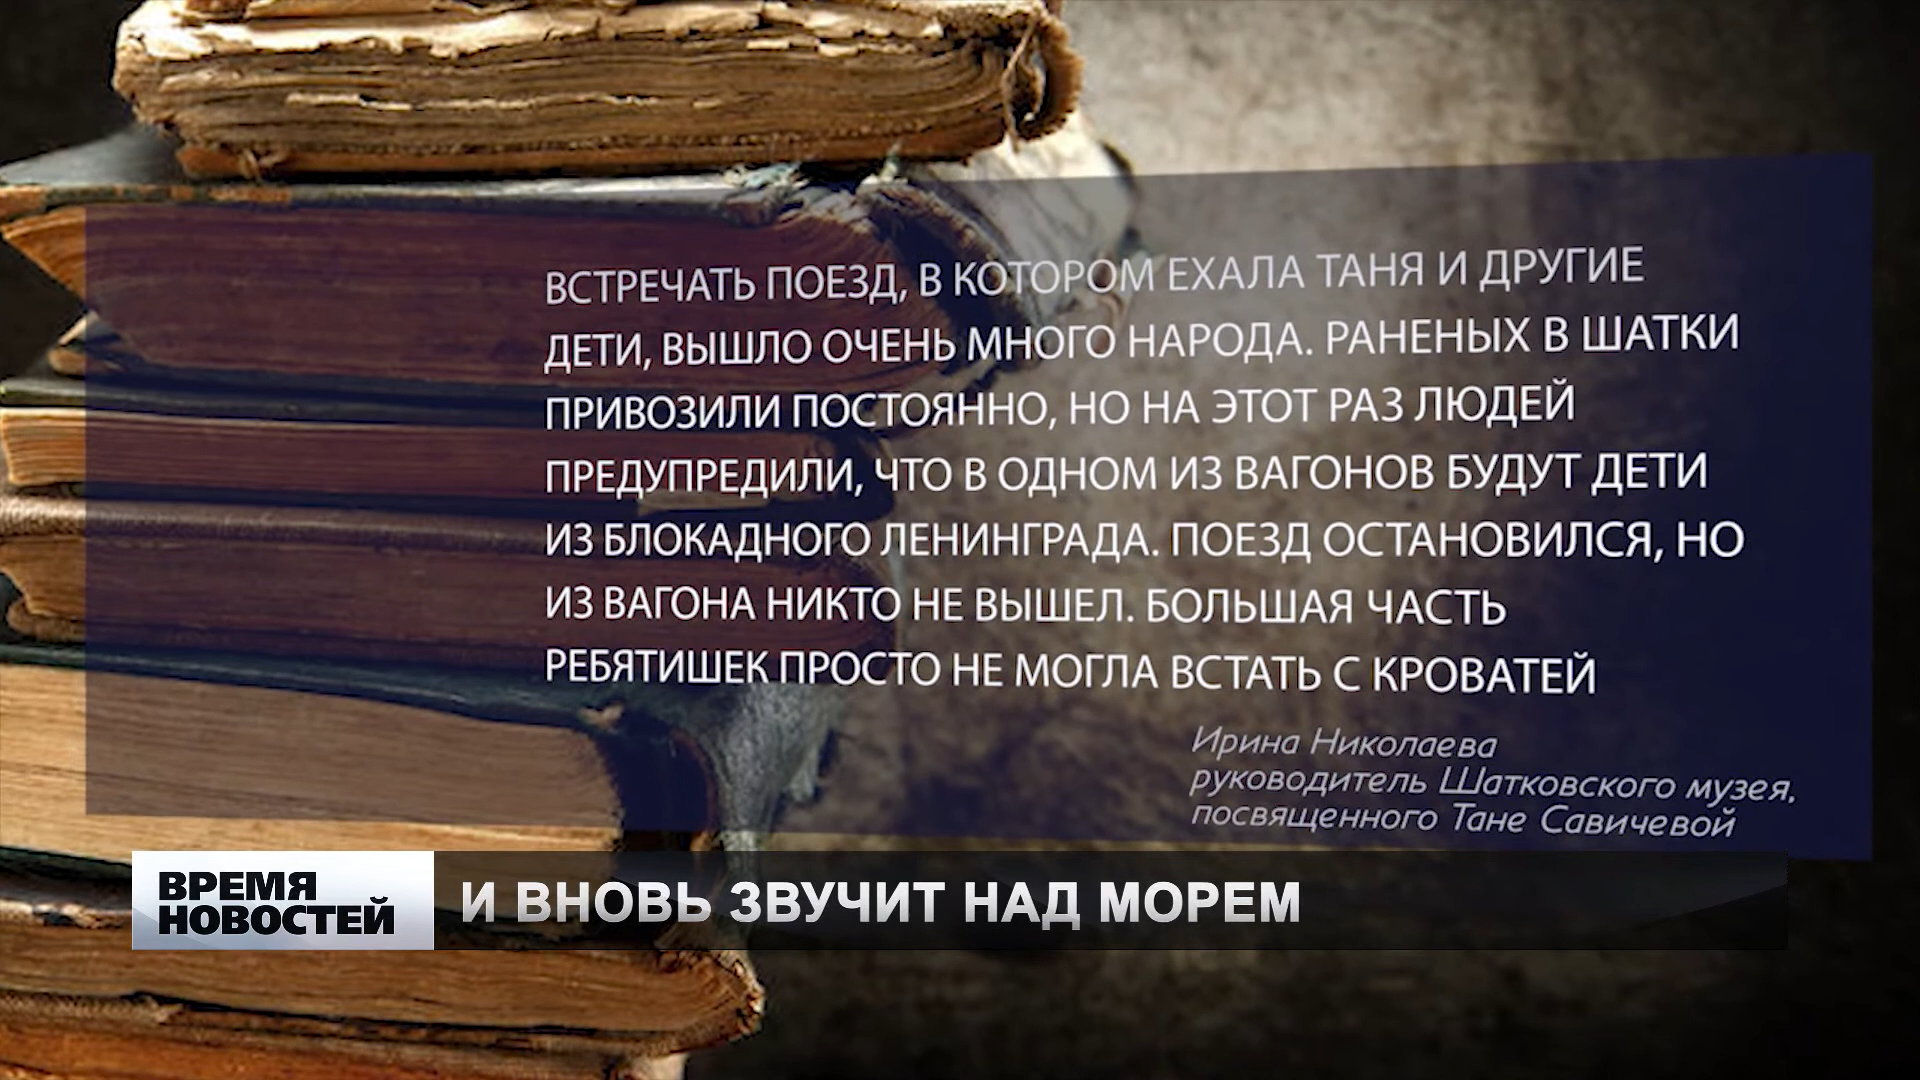 ВСТРЕЧАТЬ ПОЕЗД, В КОТОРОМ ЕХАЛА ТАНЯ И ДРУГИЕ
ДЕТИ, ВЫШЛО ОЧЕНЬ МНОГО НАРОДА. РАНЕНЫХ В ШАТКИ
ПРИВОЗИЛИ ПОСТОЯННО, НО НА ЭТОТ РАЗ ЛЮДЕЙ
ПРЕДУПРЕДИЛИ, ЧТО В ОДНОМ ИЗ ВАГОНОВ БУДУТ ДЕТИ
ИЗ БЛОКАДНОГО ЛЕНИНГРАДА. ПОЕЗД ОСТАНОВИЛСЯ, НО
ИЗ ВАГОНА НИКТО НЕ ВЫШЕЛ. БОЛЬШАЯ ЧАСТЬ
РЕБЯТИШЕК ПРОСТО НЕ МОГЛА ВСТАТЬ С КРОВАТЕЙ
Ирина Николаева
руководитель Шатковского музея,
посвященного Тане Савичевой
ВРЕМЯ
НОВОСТЕЙ
И ВНОВЬ ЗВУЧИТ НАД МОРЕМ